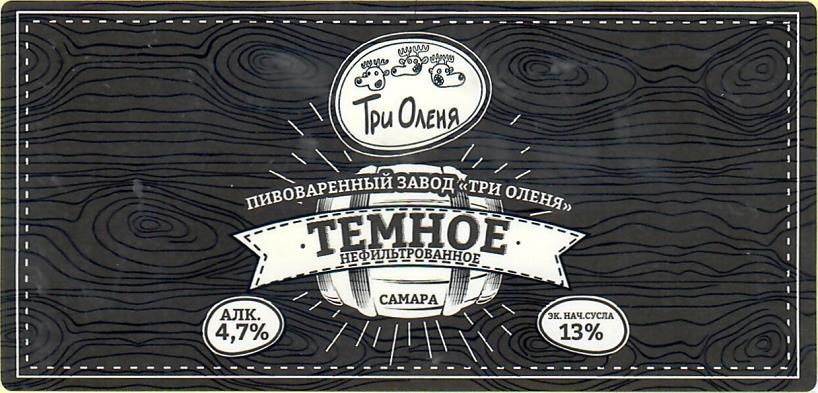 Три Оленя
ПИВОВАРЕННЫЙ ЗАВОД «ТРИ ОЛЕНЯ»
· ТЕМНОЕ ·
НЕФИЛЬТРОВАННОЕ
САМАРА
АЛК.
4,7%
ЭК. НАЧ.СУСЛА
13%